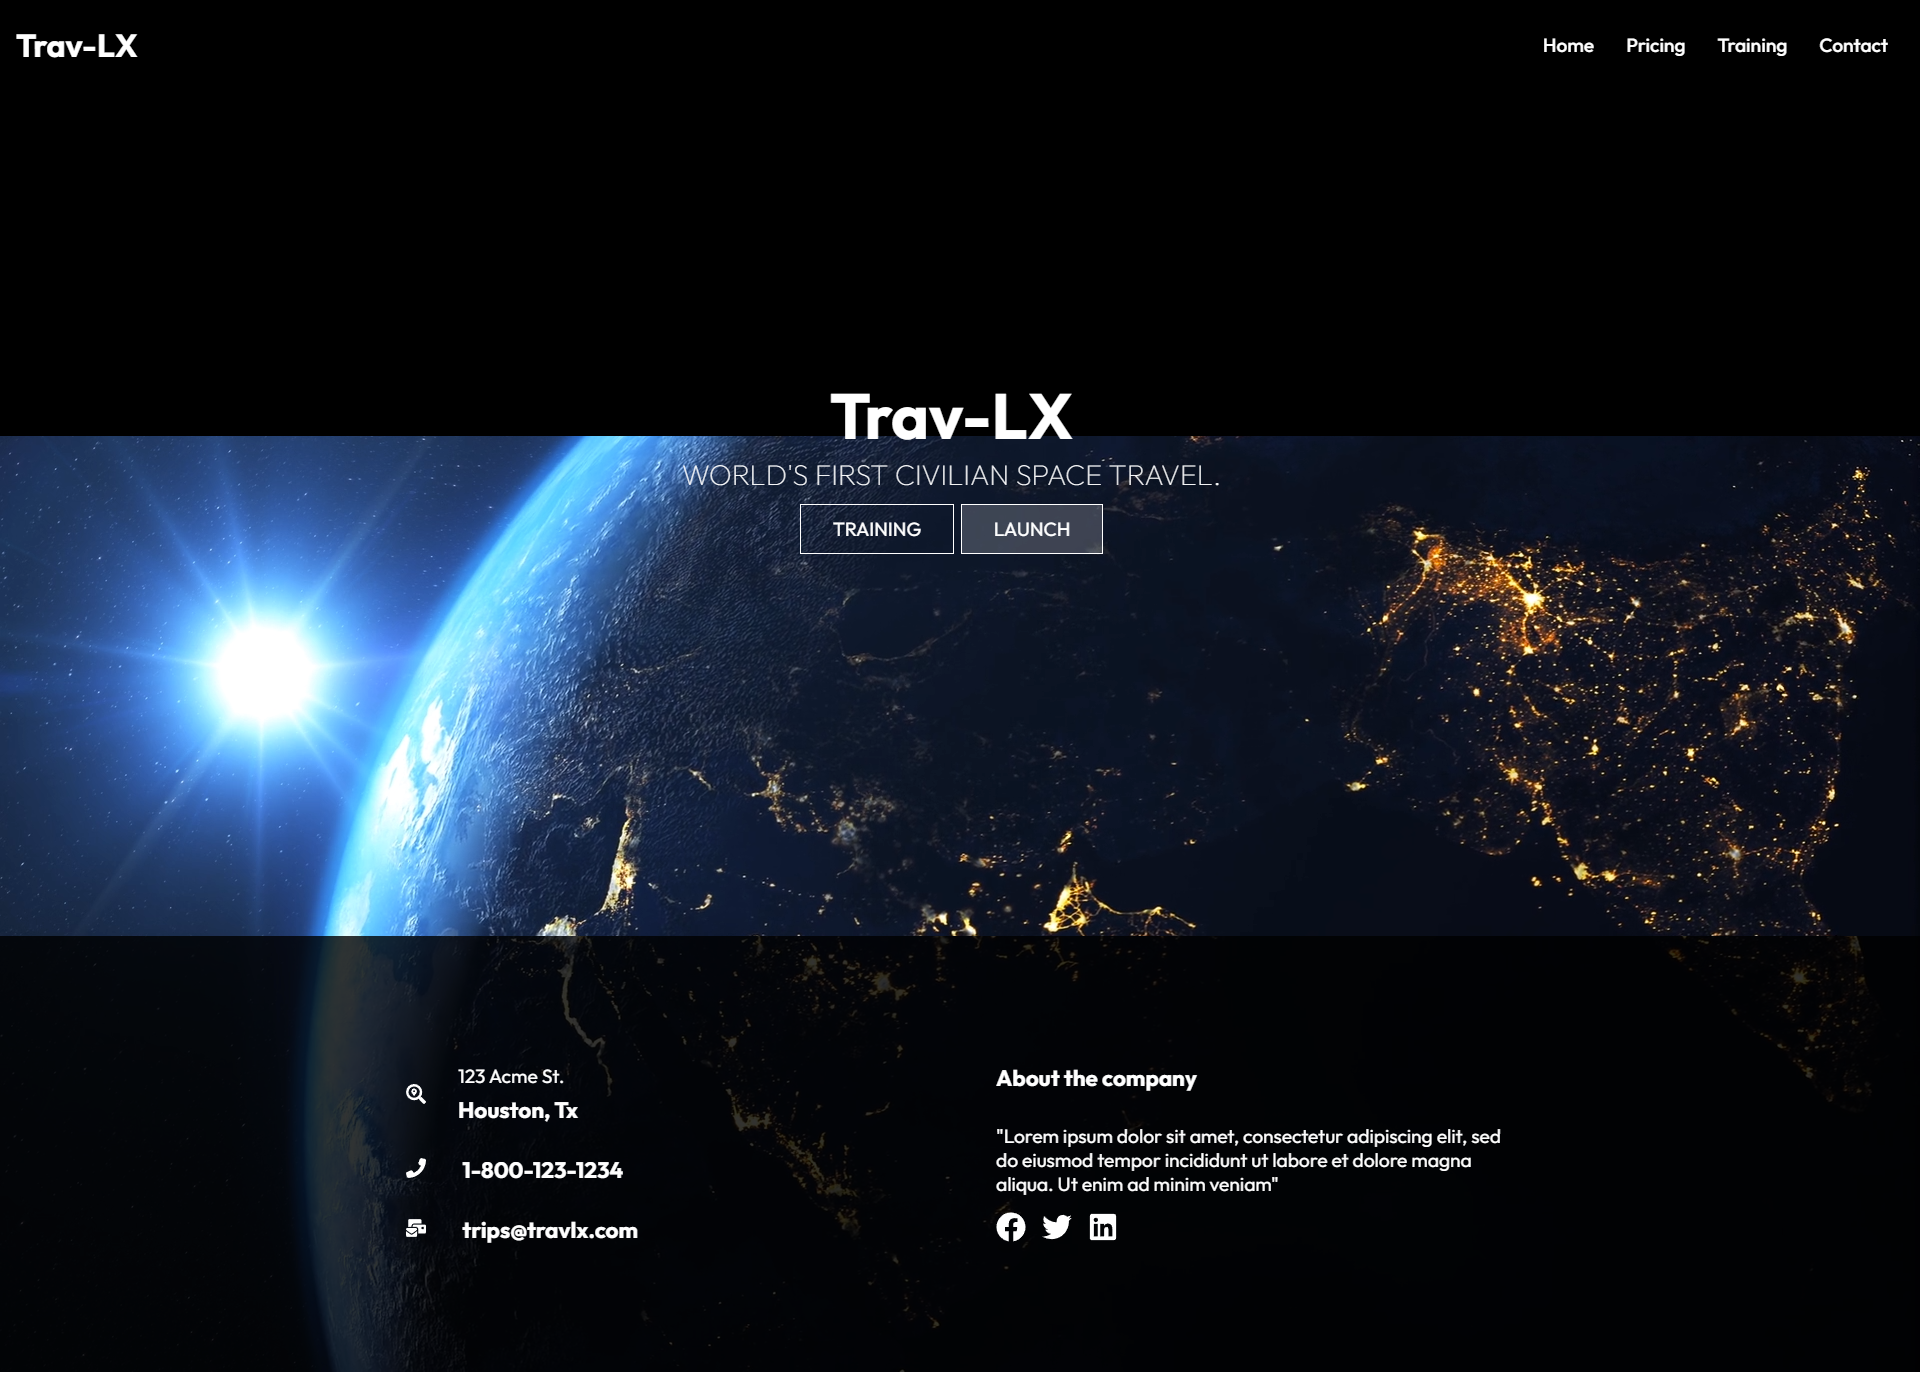 Trav-LX
Home Pricing Training Contact
Trav-LX
WORLD'S FIRST CIVILIAN SPACE TRAVEL.
TRAINING LAUNCH
123 Acme St.
Houston, Tx
1-800-123-1234
trips@travlx.com
About the company
"Lorem ipsum dolor sit amet, consectetur adipiscing elit, sed
do eiusmod tempor incididunt ut labore et dolore magna
aliqua. Ut enim ad minim veniam"